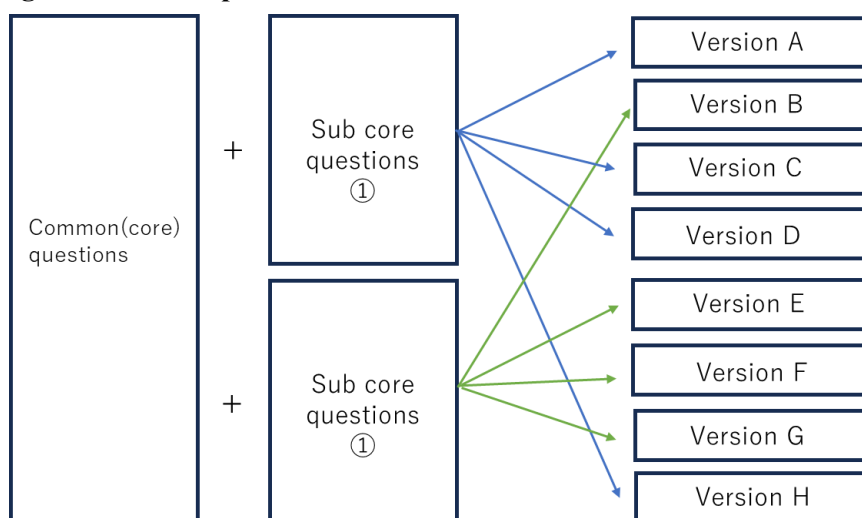 Common(core)
questions
+
Sub core
questions
①
+
Sub core
questions
①
Version A
Version B
Version C
Version D
Version E
Version F
Version G
Version H